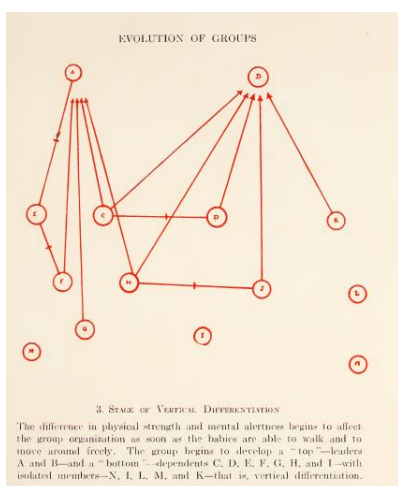 EVOLUTION OF GROUPS
A
B
E
C
D
K
F
H
J
L
G
I
N
M
3. STAGE OF VERTICAL DIFFERENTIATION
The difference in physical strength and mental alertness begins to affect
the group organization as soon as the babies are able to walk and to
move around freely. The group begins to develop a "top"—leaders
A and B—and a "bottom"—dependents C, D, E, F, G, H, and I—with
isolated members—N, I, L, M, and K—that is, vertical differentiation.